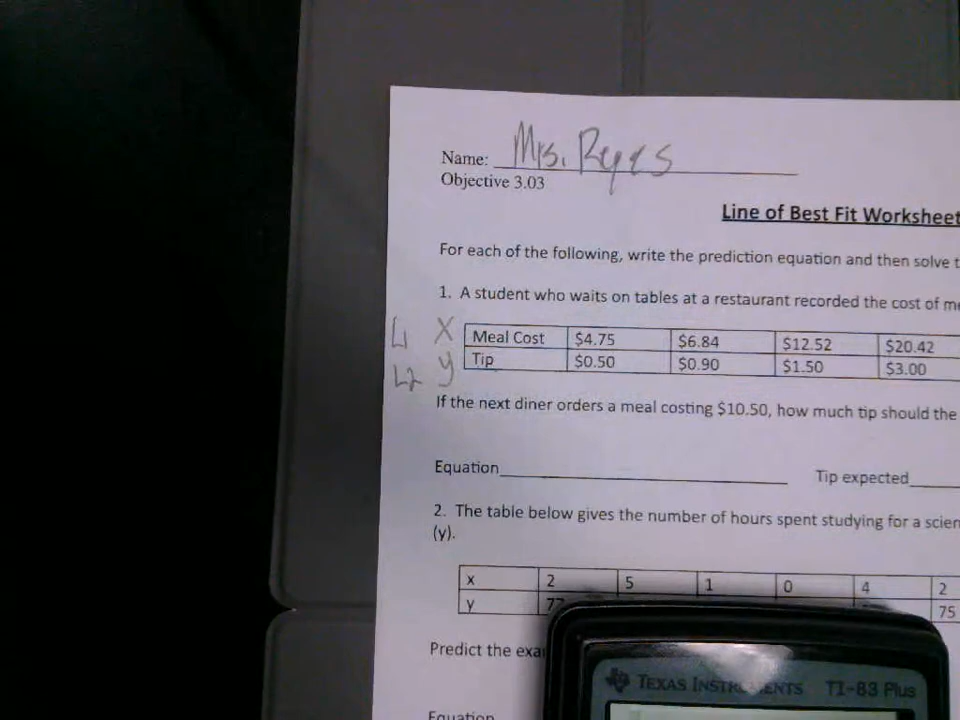 Name: Mrs. Reyes
Objective 3.03
Line of Best Fit Worksheet
For each of the following, write the prediction equation and then solve
1. A student who waits on tables at a restaurant recorded the cost of
L1 X Meal Cost $4.75 $6.84 $12.52 $20.42
L2 y Tip $0.50 $0.90 $1.50 $3.00
If the next diner orders a meal costing $10.50, how much tip should the
Equation
Tip expected
2. The table below gives the number of hours spent studying for a
(y).
x 2 5 1 0 4 2
y 75
Predict the
Equation
TEXAS INSTRUMENTS TI-83 Plus